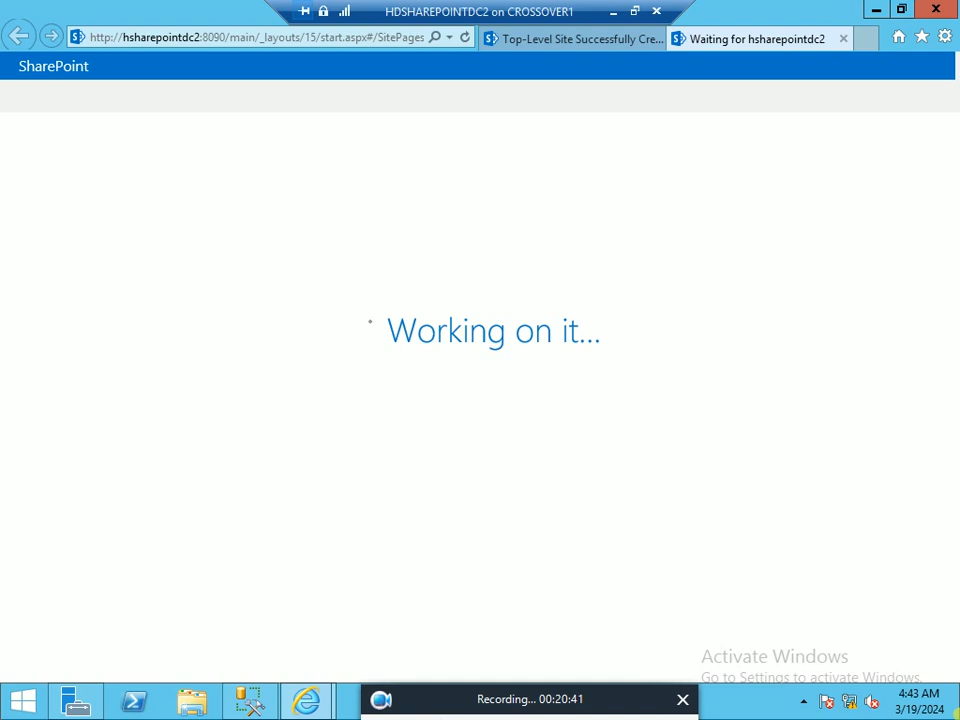 HDSHAREPOINTDC2 on CROSSOVER1
http://hsharepointdc2:8090/main/_layouts/15/start.aspx#/SitePages
Top-Level Site Successfully Cre...
Waiting for hsharepointdc2
SharePoint
Working on it...
Activate Windows
Go to Settings to activate Windows.
Recording... 00:20:41
4:43 AM
3/19/2024